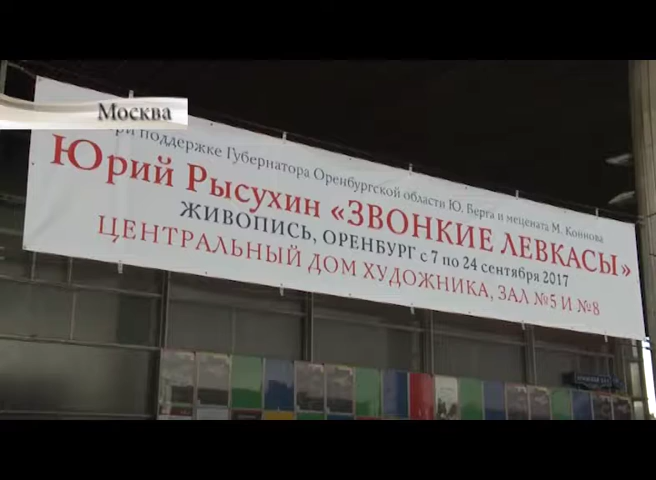 Москва
При поддержке Губернатора Оренбургской области Ю. Берга и мецената М. Коннова
Юрий Рысухин «ЗВОНКИЕ ЛЕВКАСЫ»
ЖИВОПИСЬ, ОРЕНБУРГ с 7 по 24 сентября 2017
ЦЕНТРАЛЬНЫЙ ДОМ ХУДОЖНИКА, ЗАЛ №5 И №8